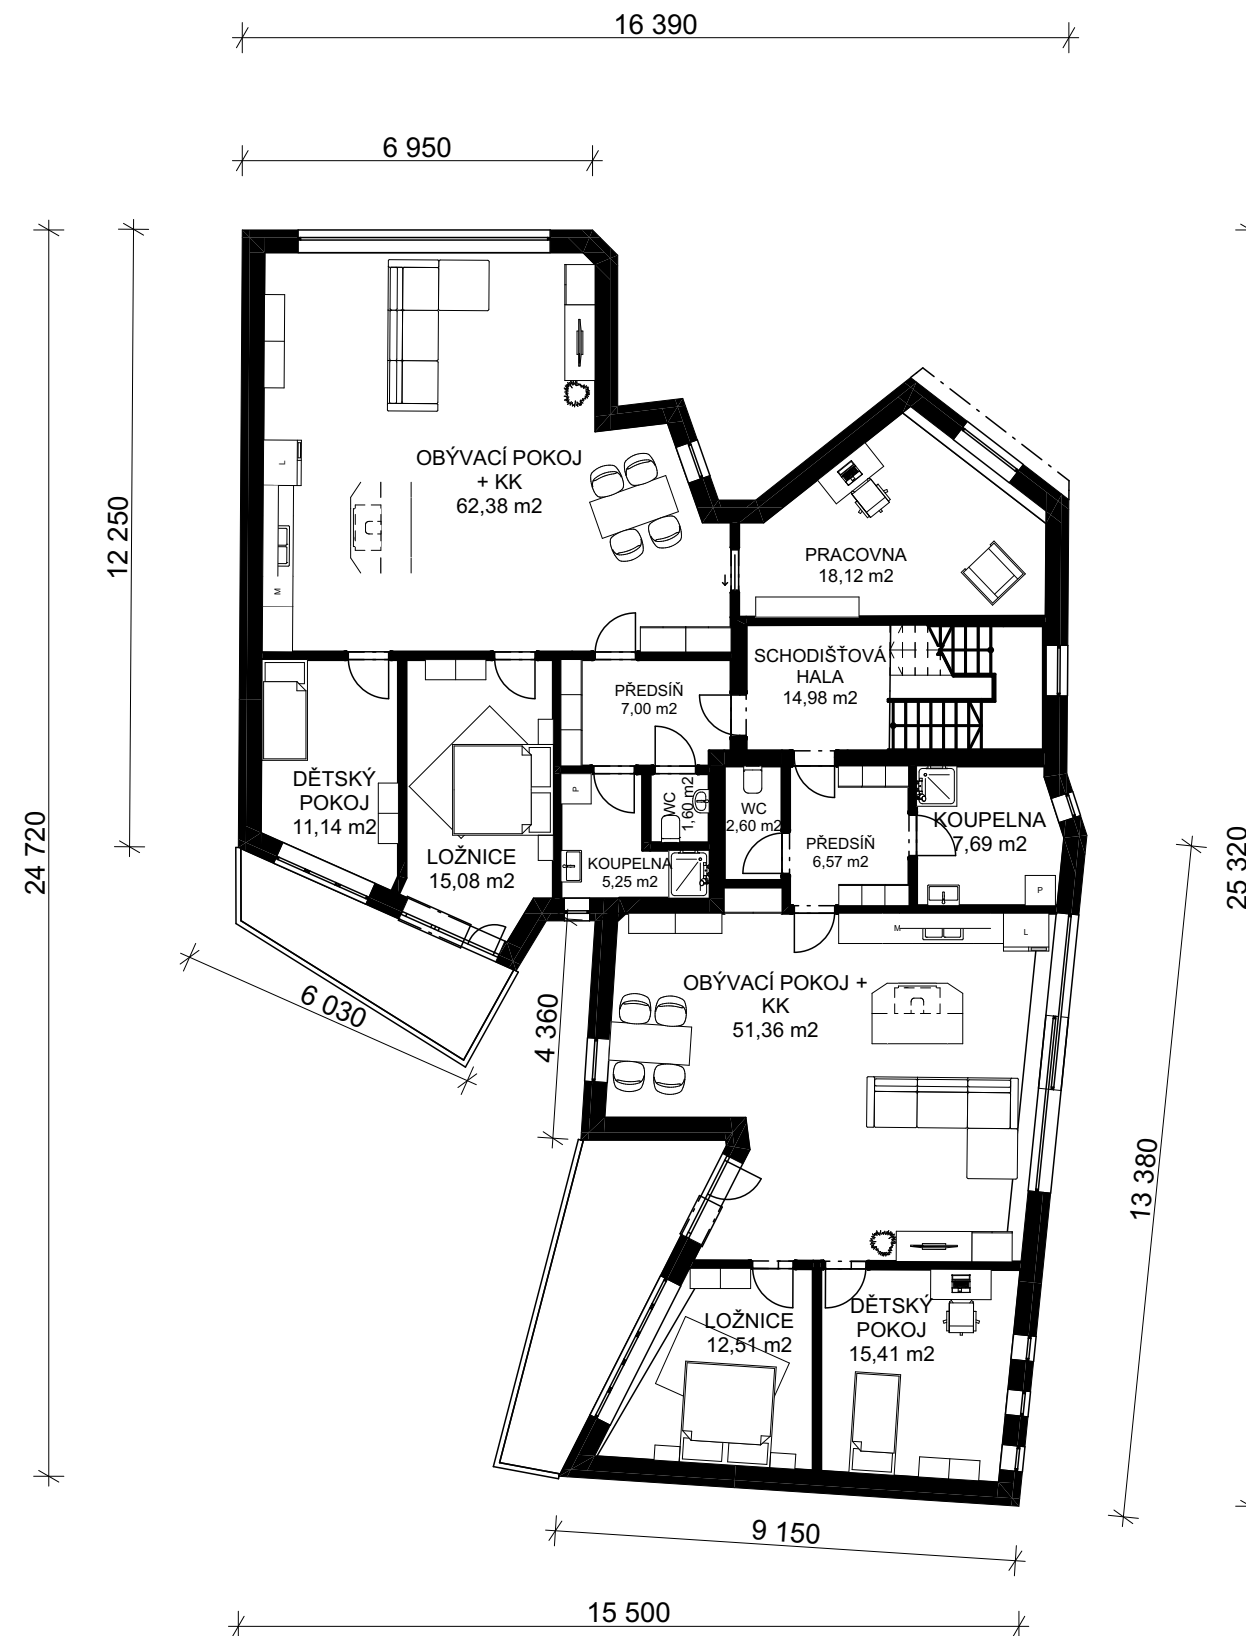 16 390
6 950
24 720
12 250
25 320
OBÝVACÍ POKOJ
+ KK
62,38 m2
L
M
PRACOVNA
18,12 m2
SCHODIŠŤOVÁ
HALA
14,98 m2
PŘEDSÍŇ
7,00 m2
DĚTSKÝ
POKOJ
11,14 m2
LOŽNICE
15,08 m2
P
KOUPELNA
5,25 m2
WC
1,60 m2
WC
2,60 m2
PŘEDSÍŇ
6,57 m2
KOUPELNA
7,69 m2
P
M
L
6 030
4 360
OBÝVACÍ POKOJ +
KK
51,36 m2
13 380
LOŽNICE
12,51 m2
DĚTSKÝ
POKOJ
15,41 m2
9 150
15 500